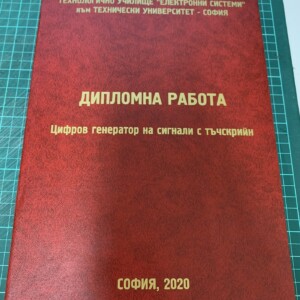 ТЕХНОЛОГИЧНО УЧИЛИЩЕ "ЕЛЕКТРОННИ СИСТЕМИ"
към ТЕХНИЧЕСКИ УНИВЕРСИТЕТ - СОФИЯ
ДИПЛОМНА РАБОТА
Цифров генератор на сигнали с тъчскрийн
СОФИЯ, 2020